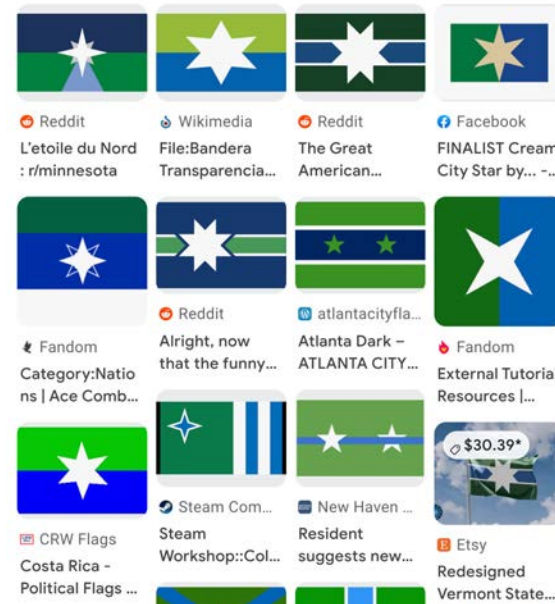 Reddit
L'etoile du Nord
: r/minnesota
Wikimedia
File:Bandera
Transparencia...
Reddit
The Great
American...
Facebook
FINALIST Cream
City Star by... -...
Fandom
Category:Natio
ns | Ace Comb...
Reddit
Alright, now
that the funny...
atlantacityfla...
Atlanta Dark –
ATLANTA CITY...
Fandom
External Tutorial
Resources |...
CRW Flags
Costa Rica -
Political Flags ...
Steam Com...
Steam
Workshop::Col...
New Haven ...
Resident
suggests new...
$30.39*
Etsy
Redesigned
Vermont State...